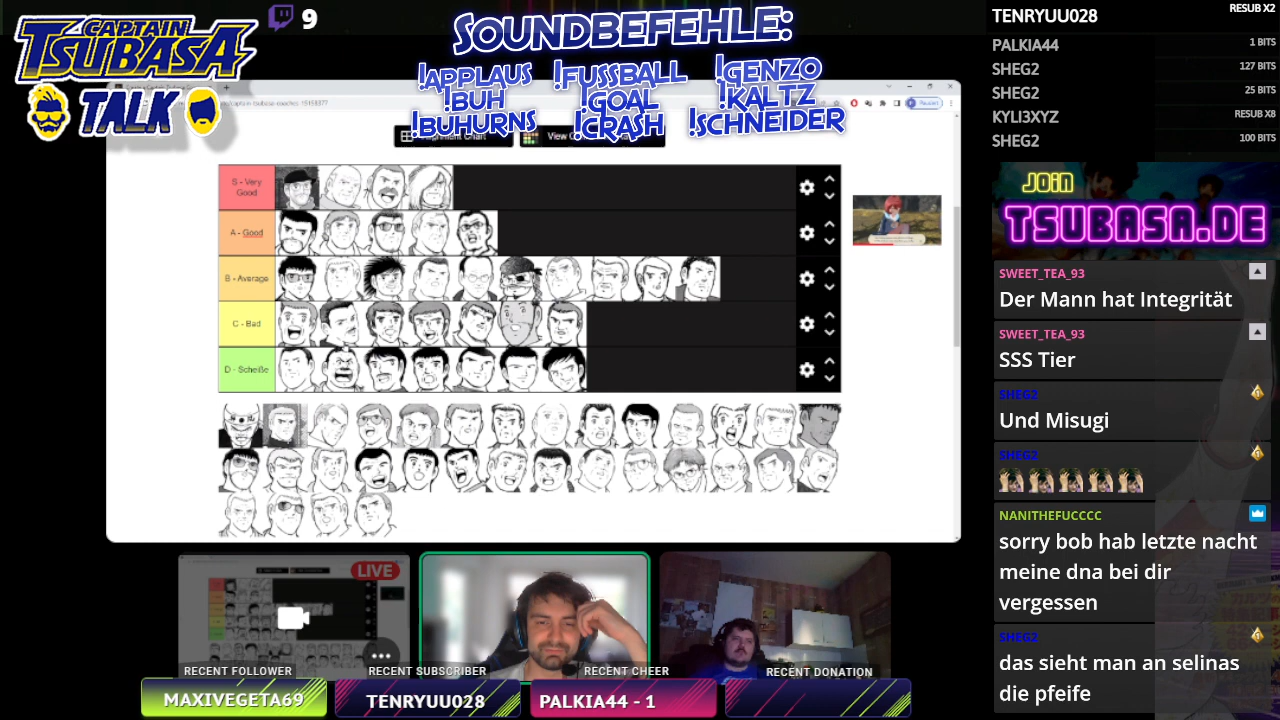 CAPTAIN
TSUBASA
TALK
9
SOUNDBEFEHLE:
!APPLAUS !FUSSBALL !GENZO
!BUH !GOAL !KALTZ
!BUHURNS !CRASH !SCHNEIDER
View
S - Very
Good
A - Good
B - Average
C - Bad
D - Scheiße
LIVE
RECENT FOLLOWER
RECENT SUBSCRIBER
RECENT CHEER
RECENT DONATION
MAXIVEGETA69
TENRYUU028
PALKIA44 - 1
TENRYUU028 RESUB X2
PALKIA44 1 BITS
SHEG2 127 BITS
SHEG2 25 BITS
KYLI3XYZ RESUB X8
SHEG2 100 BITS
JOIN
TSUBASA.DE
SWEET_TEA_93
Der Mann hat Integrität
SWEET_TEA_93
SSS Tier
SHEG2
Und Misugi
SHEG2
NANITHEFUCCCC
sorry bob hab letzte nacht
meine dna bei dir
vergessen
SHEG2
das sieht man an selinas
die pfeife